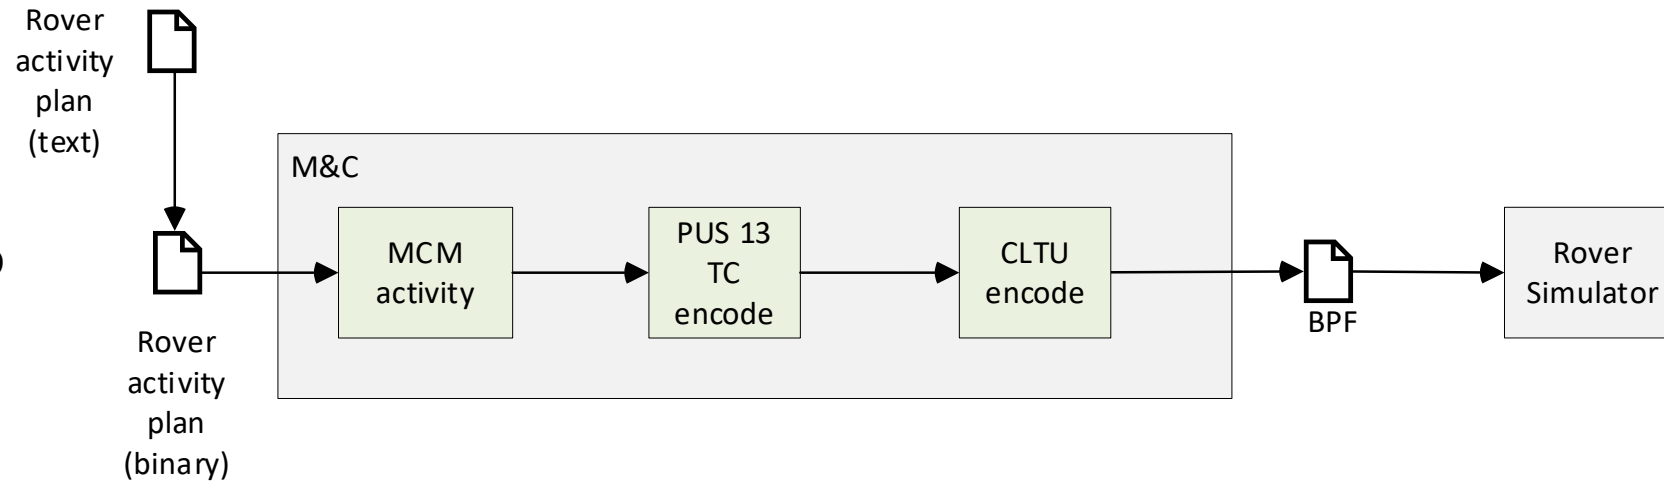 Rover
activity
plan
(text)
M&C
MCM
activity
PUS 13
TC
encode
CLTU
encode
BPF
Rover
Simulator
Rover
activity
plan
(binary)